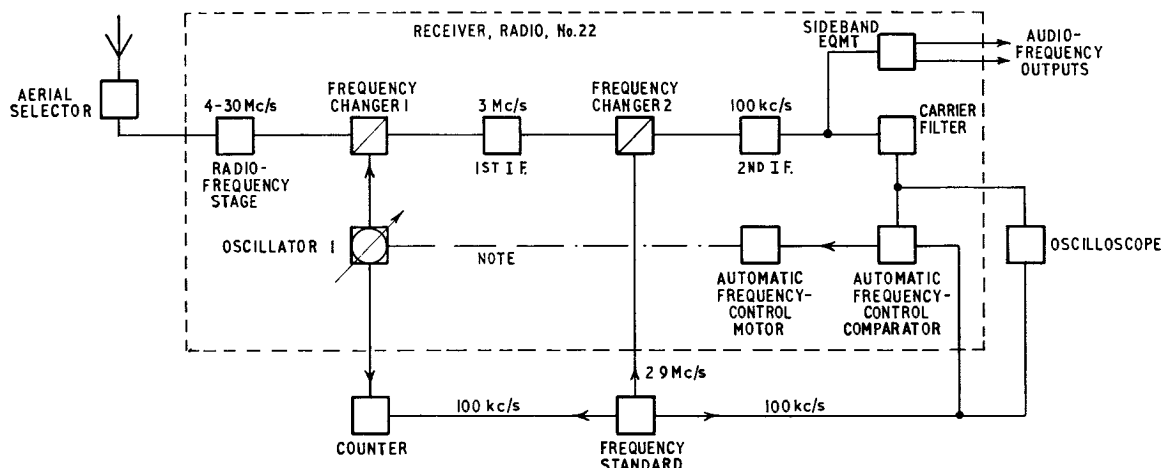 RECEIVER, RADIO, No.22
SIDEBAND
EQMT
AUDIO-
FREQUENCY
OUTPUTS
AERIAL
SELECTOR
4-30 Mc/s
RADIO-
FREQUENCY
STAGE
FREQUENCY
CHANGER 1
3 Mc/s
1ST I F.
FREQUENCY
CHANGER 2
100 kc/s
2ND I F.
CARRIER
FILTER
OSCILLATOR 1
NOTE
AUTOMATIC
FREQUENCY-
CONTROL
MOTOR
AUTOMATIC
FREQUENCY-
CONTROL
COMPARATOR
OSCILLOSCOPE
2 9 Mc/s
100 kc/s
100 kc/s
COUNTER
FREQUENCY
STANDARD